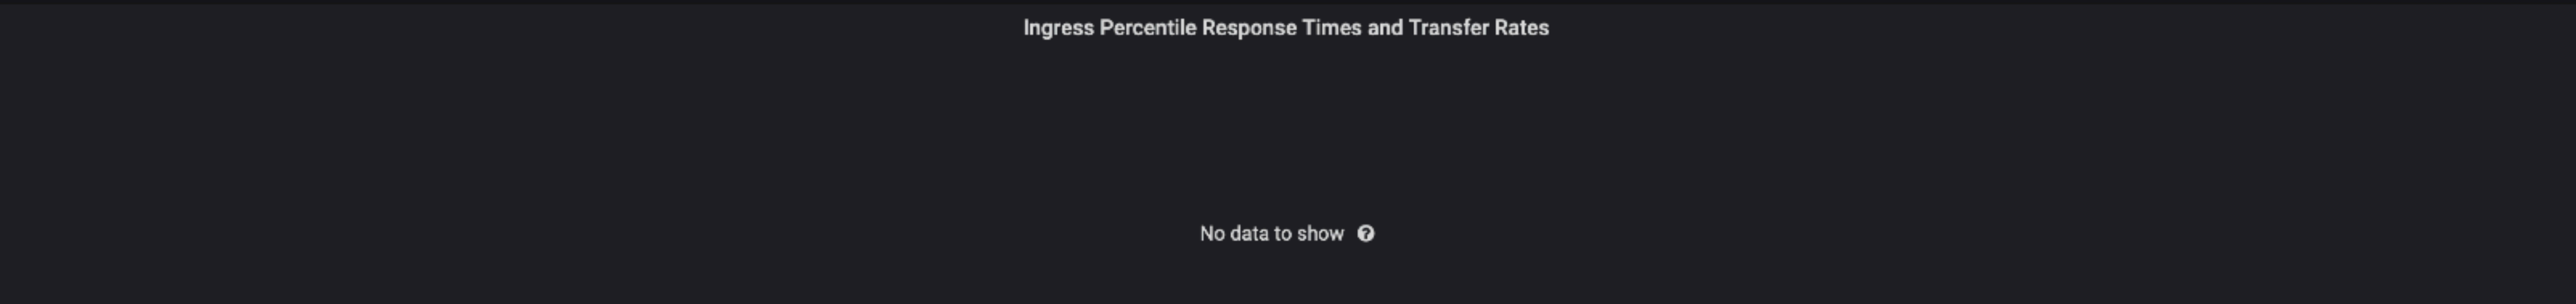 Ingress Percentile Response Times and Transfer Rates
No data to show